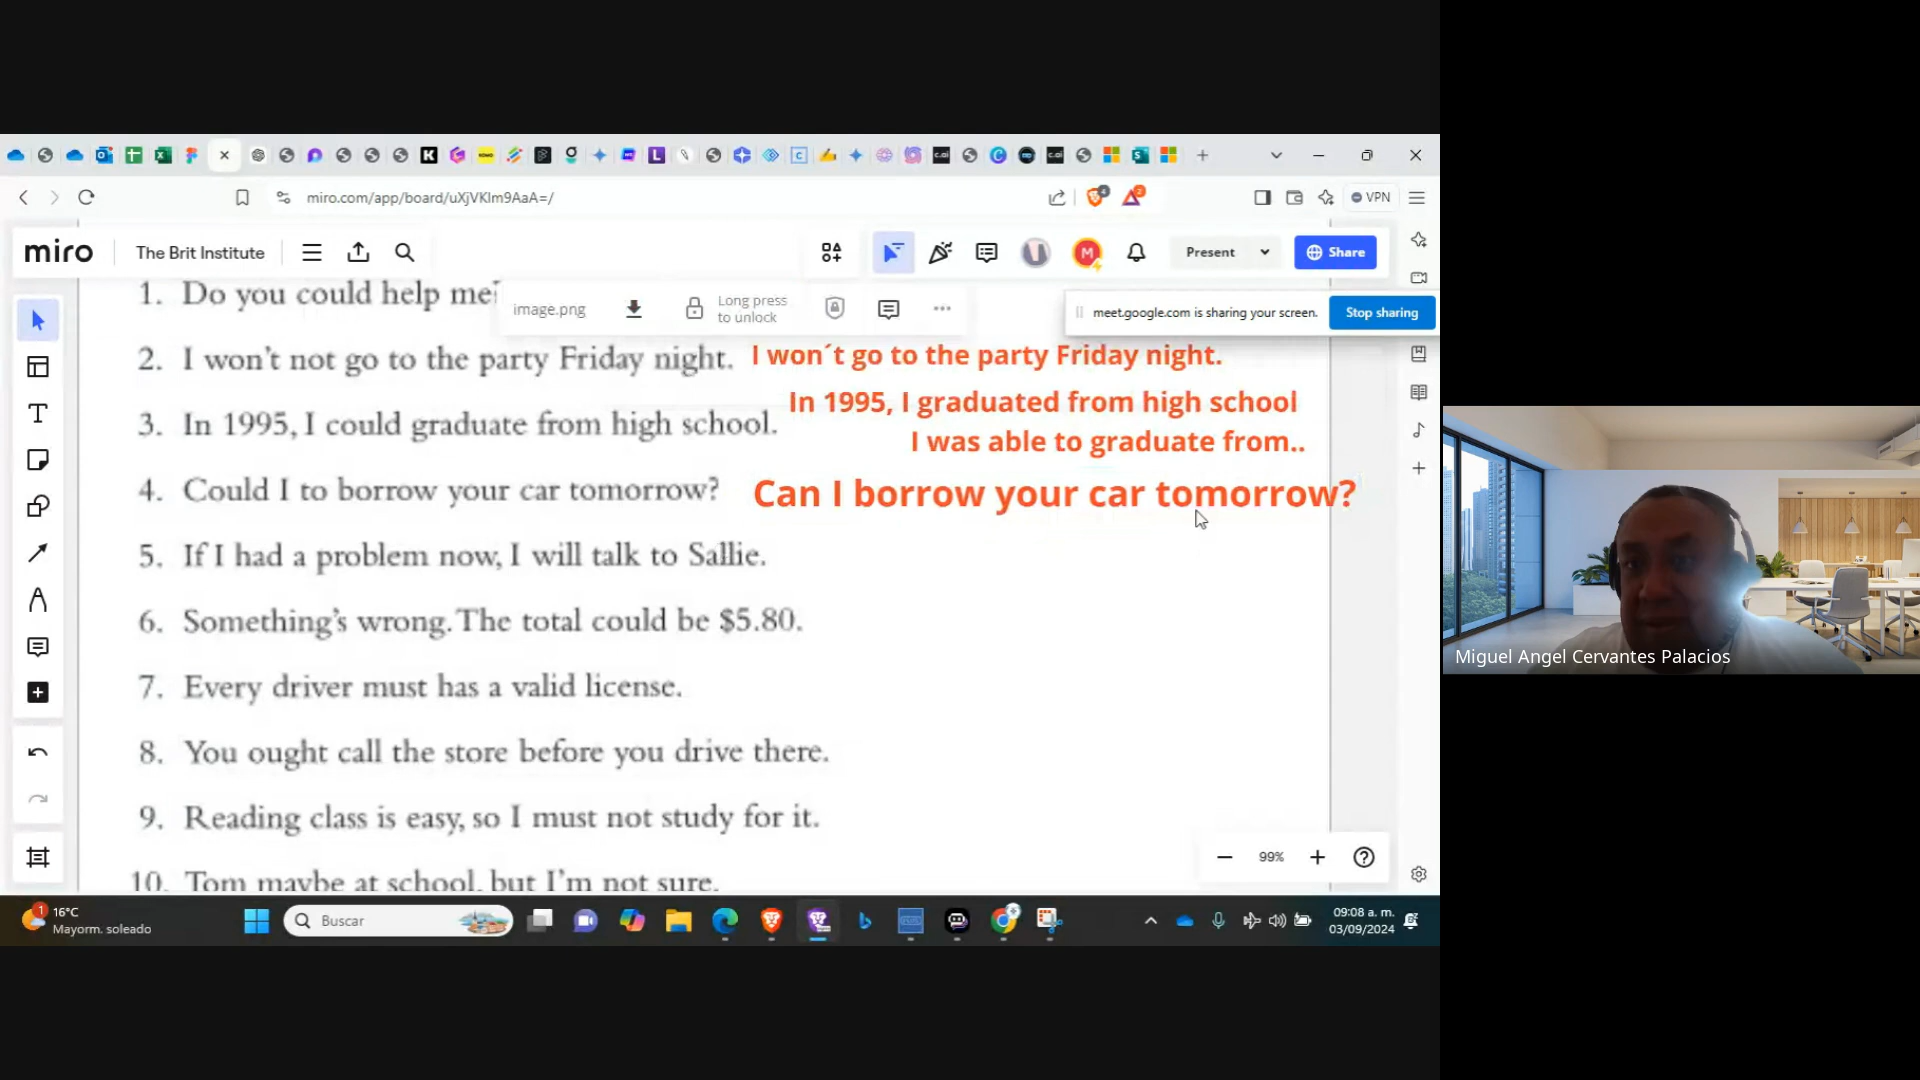 miro.com/app/board/uXjVKlm9AaA=/
VPN
miro
The Brit Institute
M
Present
Share
image.png
Long press
to unlock
meet.google.com is sharing your screen.
Stop sharing
1. Do you could help me?
2. I won't not go to the party Friday night.
I won´t go to the party Friday night.
In 1995, I graduated from high school
3. In 1995, I could graduate from high school.
I was able to graduate from..
4. Could I to borrow your car tomorrow?
Can I borrow your car tomorrow?
5. If I had a problem now, I will talk to Sallie.
6. Something's wrong. The total could be $5.80.
7. Every driver must has a valid license.
8. You ought call the store before you drive there.
9. Reading class is easy, so I must not study for it.
10. Tom maybe at school, but I'm not sure.
99%
Miguel Angel Cervantes Palacios
1
16°C
Mayorm. soleado
Buscar
09:08 a. m.
03/09/2024